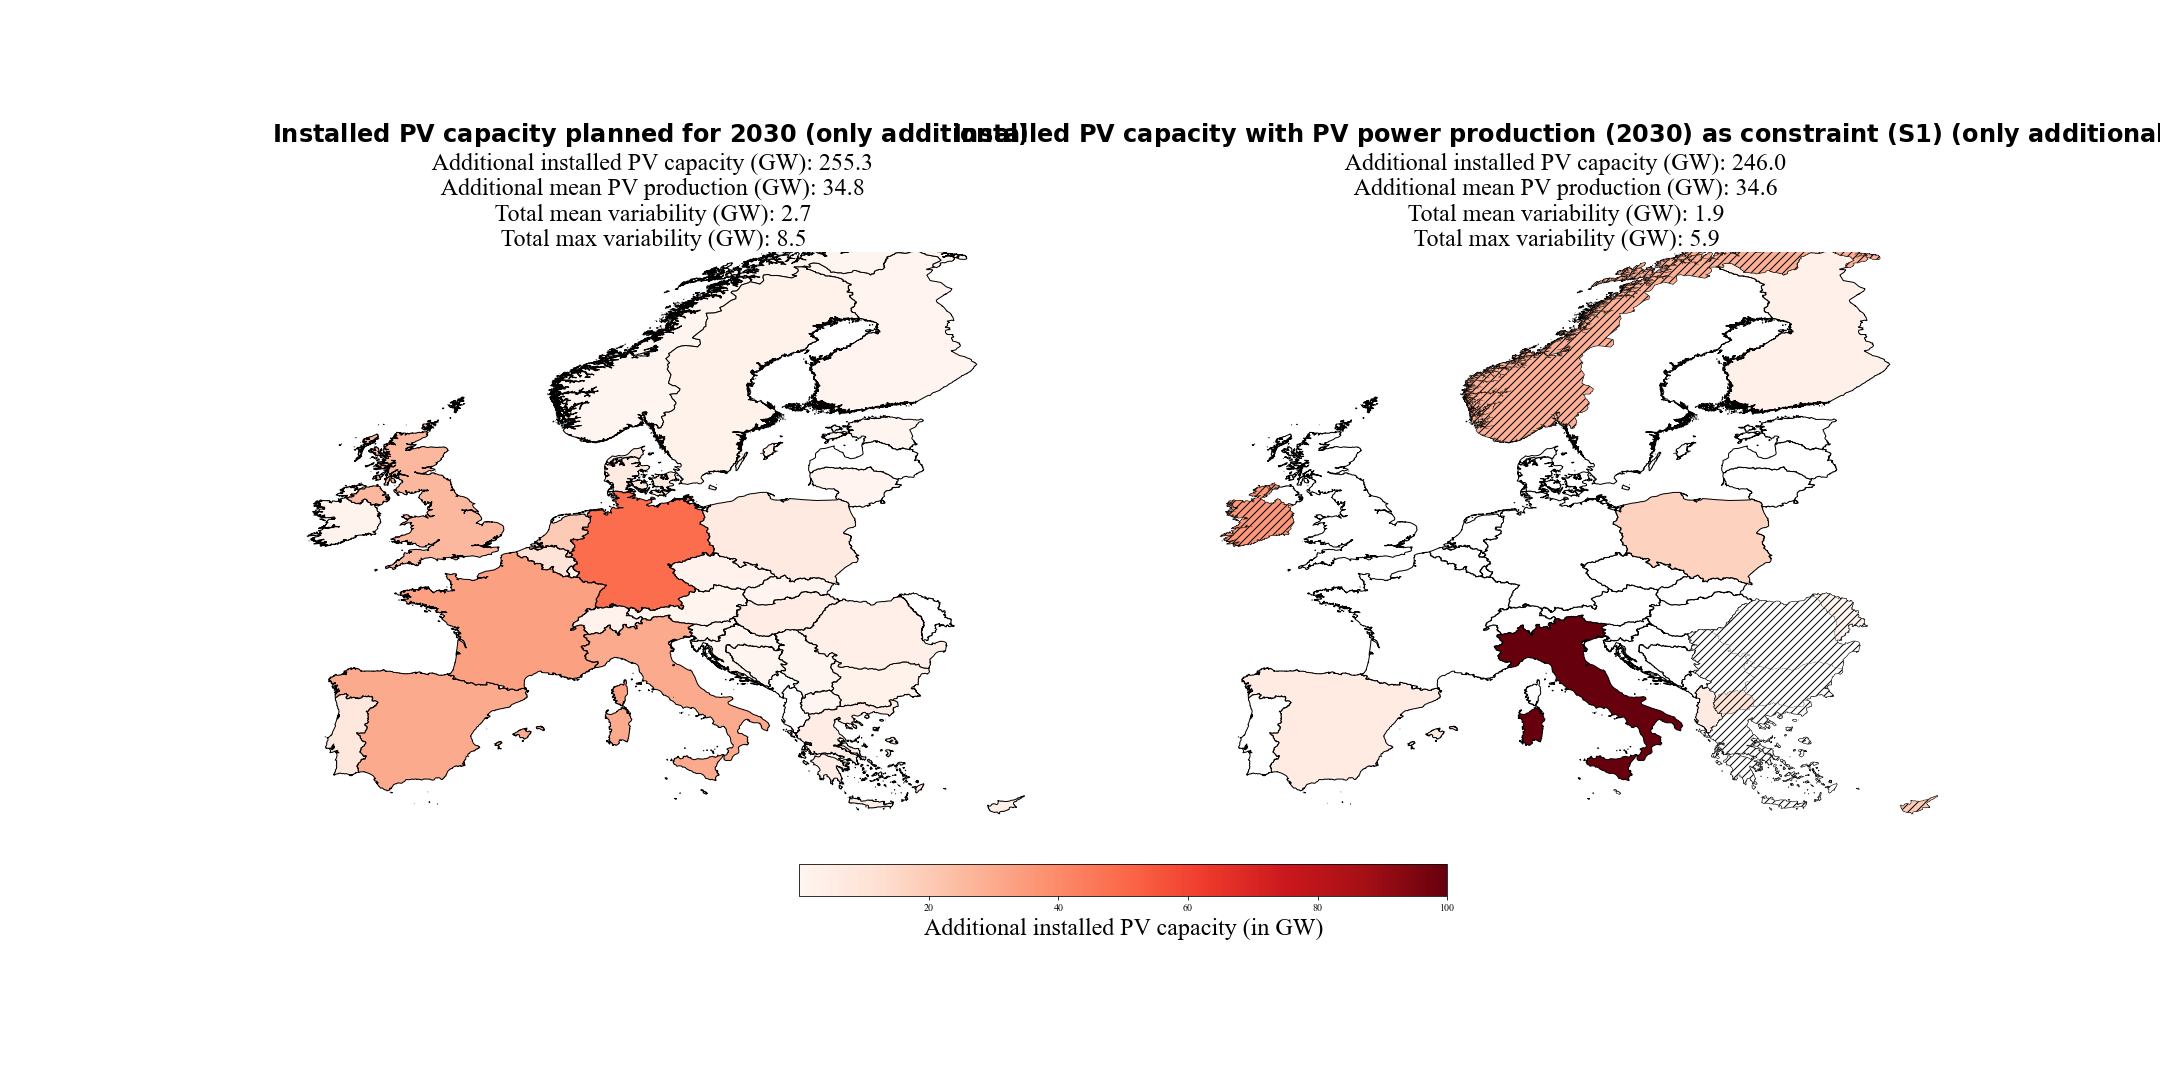 Installed PV capacity planned for 2030 (only additional)
Additional installed PV capacity (GW): 255.3
Additional mean PV production (GW): 34.8
Total mean variability (GW): 2.7
Total max variability (GW): 8.5
Installed PV capacity with PV power production (2030) as constraint (S1) (only additional
Additional installed PV capacity (GW): 246.0
Additional mean PV production (GW): 34.6
Total mean variability (GW): 1.9
Total max variability (GW): 5.9
20 40 60 80 100
Additional installed PV capacity (in GW)